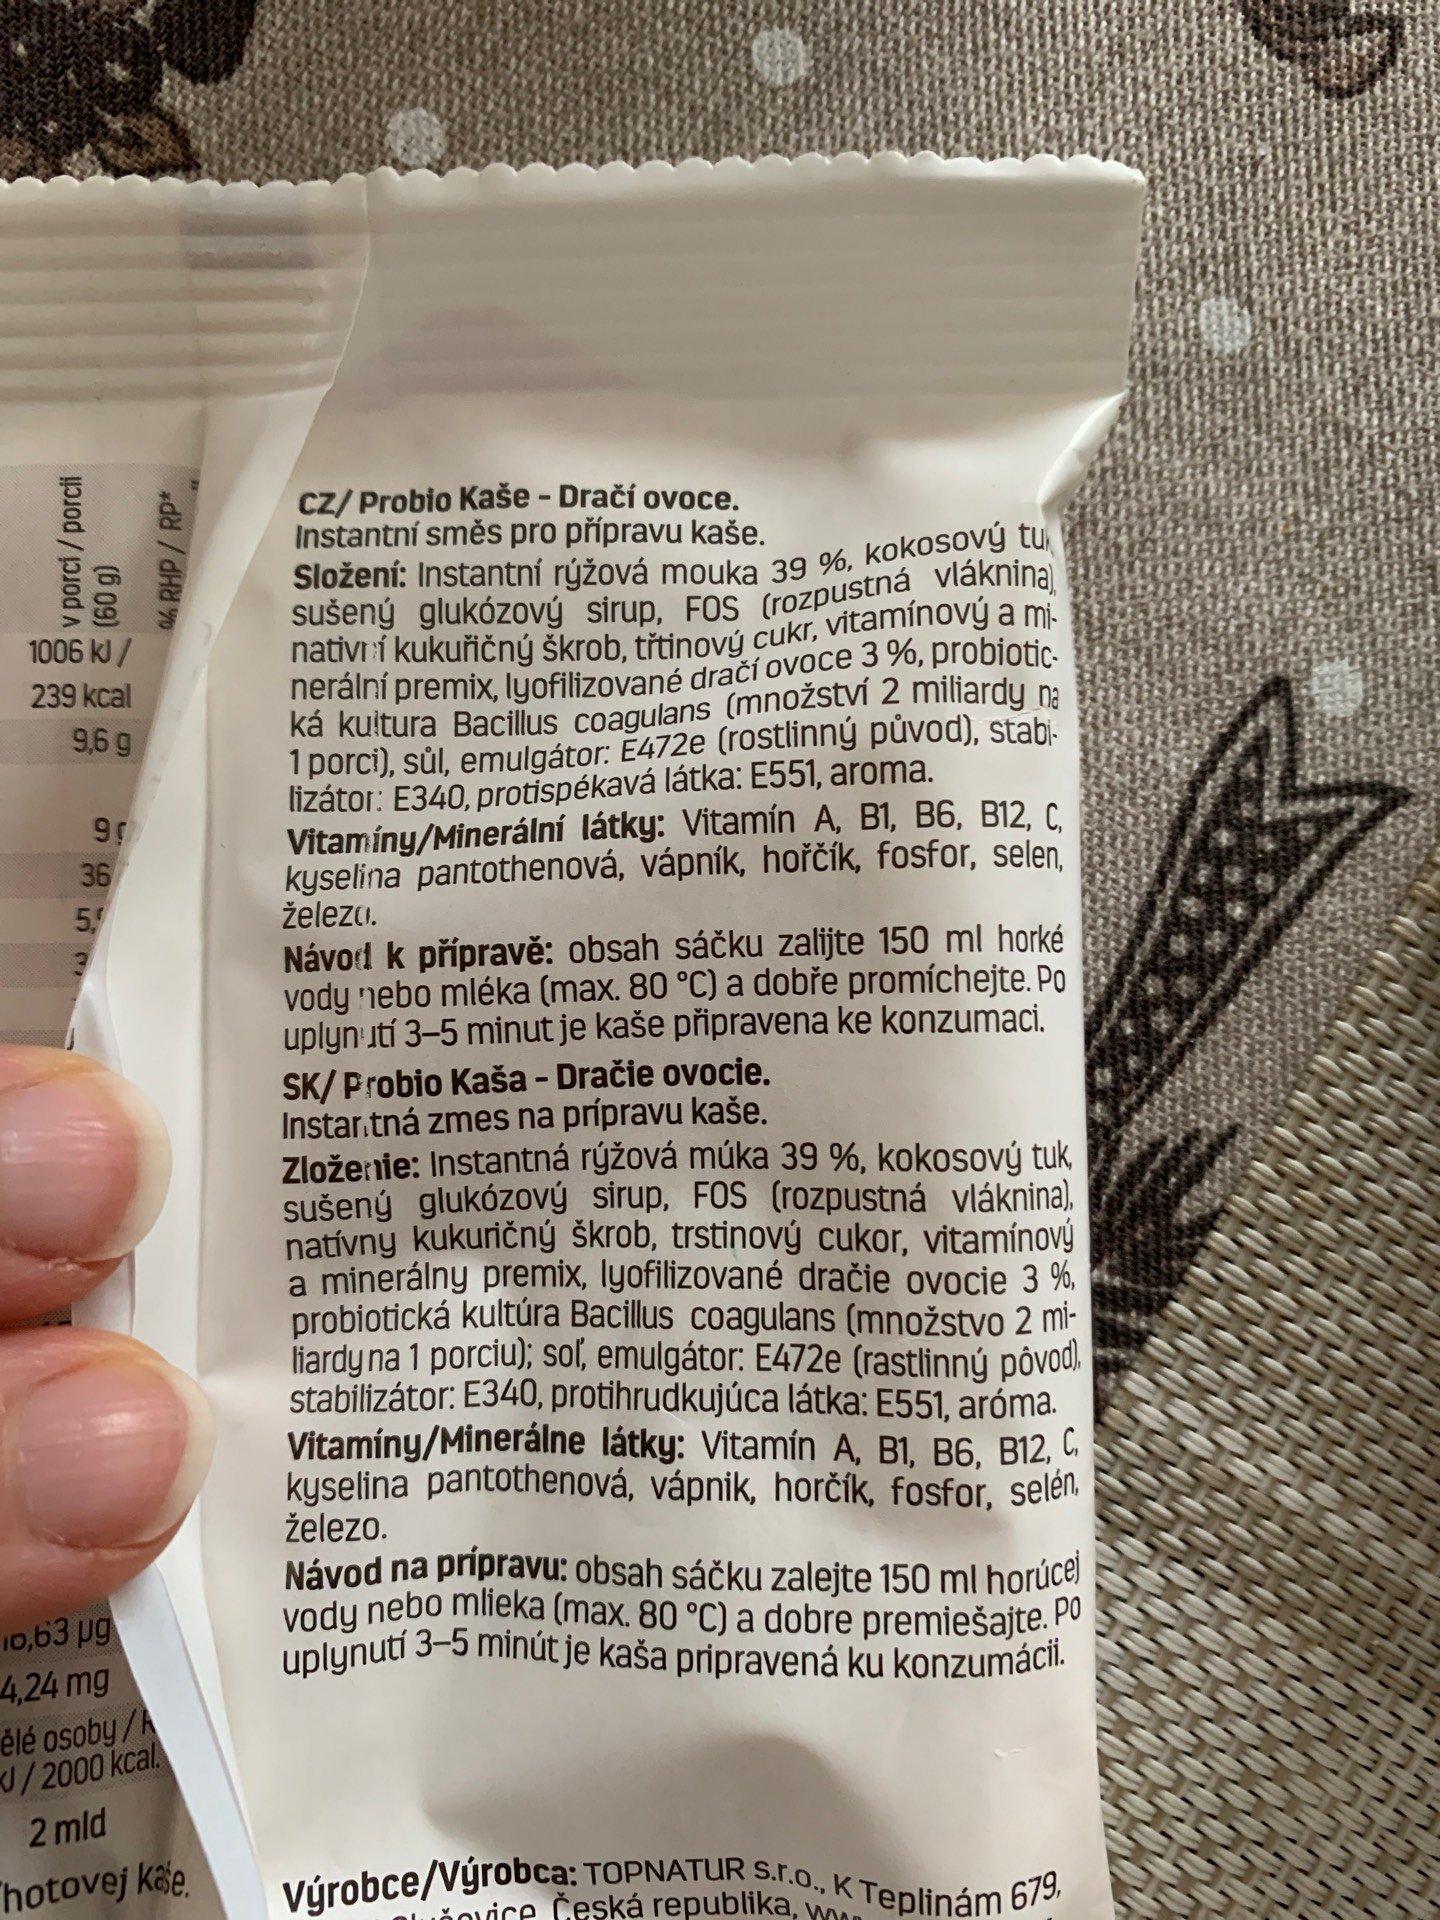 v porci / porcii
(60 g)
% RHP / RP*
1006 kJ /
239 kcal
9,6 g
36
16,63 µg
4,24 mg
osoby /
/ 2000 kcal.
2 mld
hotovej kaše.
CZ/ Probio Kaše - Dračí ovoce.
Instantní směs pro přípravu kaše.
Složení: Instantní rýžová mouka 39 %, kokosový tuk,
sušený glukózový sirup, FOS (rozpustná vláknina),
nativní kukuřičný škrob, třtinový cukr, vitamínový a mi-
nerální premix, lyofilizované dračí ovoce 3 %, probiotic-
ká kultura Bacillus coagulans (množství 2 miliardy na
1 porci), sůl, emulgátor: E472e (rostlinný původ), stabi-
lizátor: E340, protispékavá látka: E551, aroma.
Vitamíny/Minerální látky: Vitamín A, B1, B6, B12, C,
kyselina pantothenová, vápník, hořčík, fosfor, selen,
železo.
Návod k přípravě: obsah sáčku zalijte 150 ml horké
vody nebo mléka (max. 80 °C) a dobře promíchejte. Po
uplynutí 3–5 minut je kaše připravena ke konzumaci.
SK/ Probio Kaša - Dračie ovocie.
Instantná zmes na prípravu kaše.
Zloženie: Instantná rýžová múka 39 %, kokosový tuk,
sušený glukózový sirup, FOS (rozpustná vláknina),
natívny kukuričný škrob, trstinový cukor, vitamínový
a minerálny premix, lyofilizované dračie ovocie 3 %,
probiotická kultúra Bacillus coagulans (množstvo 2 mi-
liardy na 1 porciu); soľ, emulgátor: E472e (rastlinný pôvod),
stabilizátor: E340, protihrudkujúca látka: E551, aróma.
Vitamíny/Minerálne látky: Vitamín A, B1, B6, B12, C,
kyselina pantothenová, vápnik, horčík, fosfor, selén,
železo.
Návod na prípravu: obsah sáčku zalejte 150 ml horúcej
vody nebo mlieka (max. 80 °C) a dobre premiešajte. Po
uplynutí 3–5 minút je kaša pripravená ku konzumácii.
Výrobce/Výrobca: TOPNATUR s.r.o., K Teplinám 679,
Česká republika,